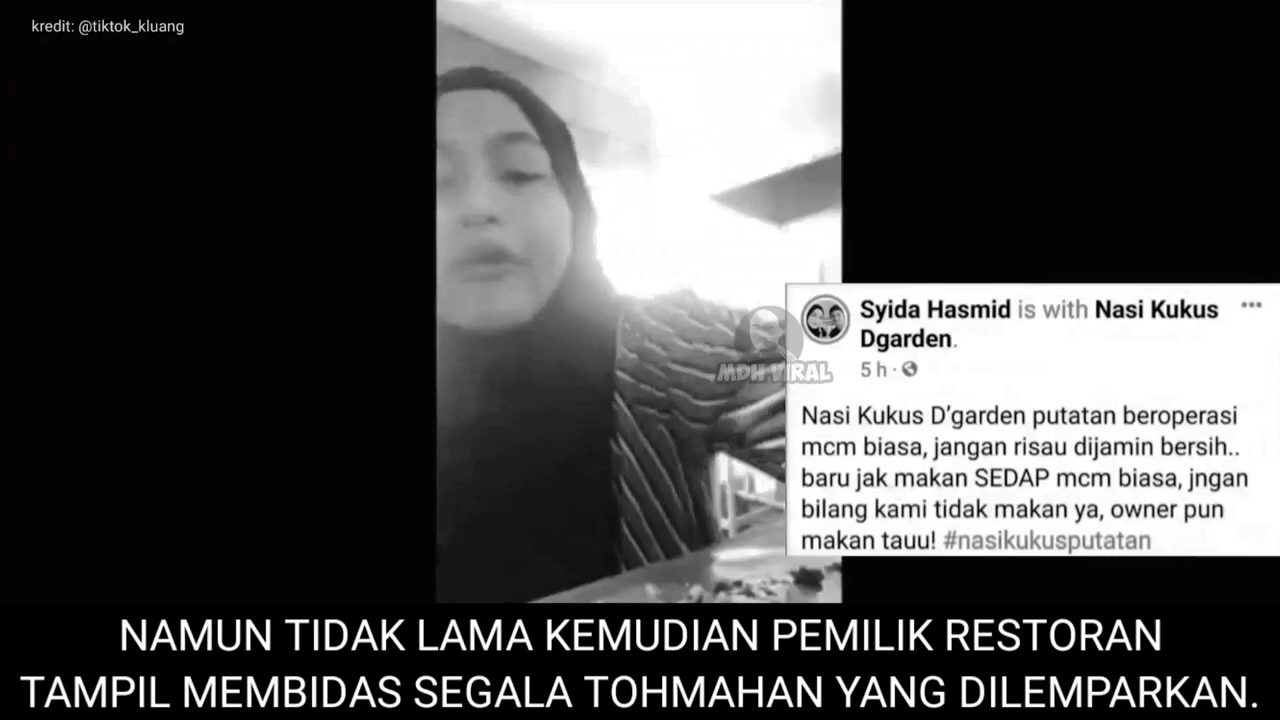 kredit: @tiktok_kluang
Syida Hasmid is with Nasi Kukus
Dgarden.
5 h ·
Nasi Kukus D’garden putatan beroperasi
mcm biasa, jangan risau dijamin bersih..
baru jak makan SEDAP mcm biasa, jngan
bilang kami tidak makan ya, owner pun
makan tauu! #nasikukusputatan
MDH VIRAL
NAMUN TIDAK LAMA KEMUDIAN PEMILIK RESTORAN
TAMPIL MEMBIDAS SEGALA TOHMAHAN YANG DILEMPARKAN.